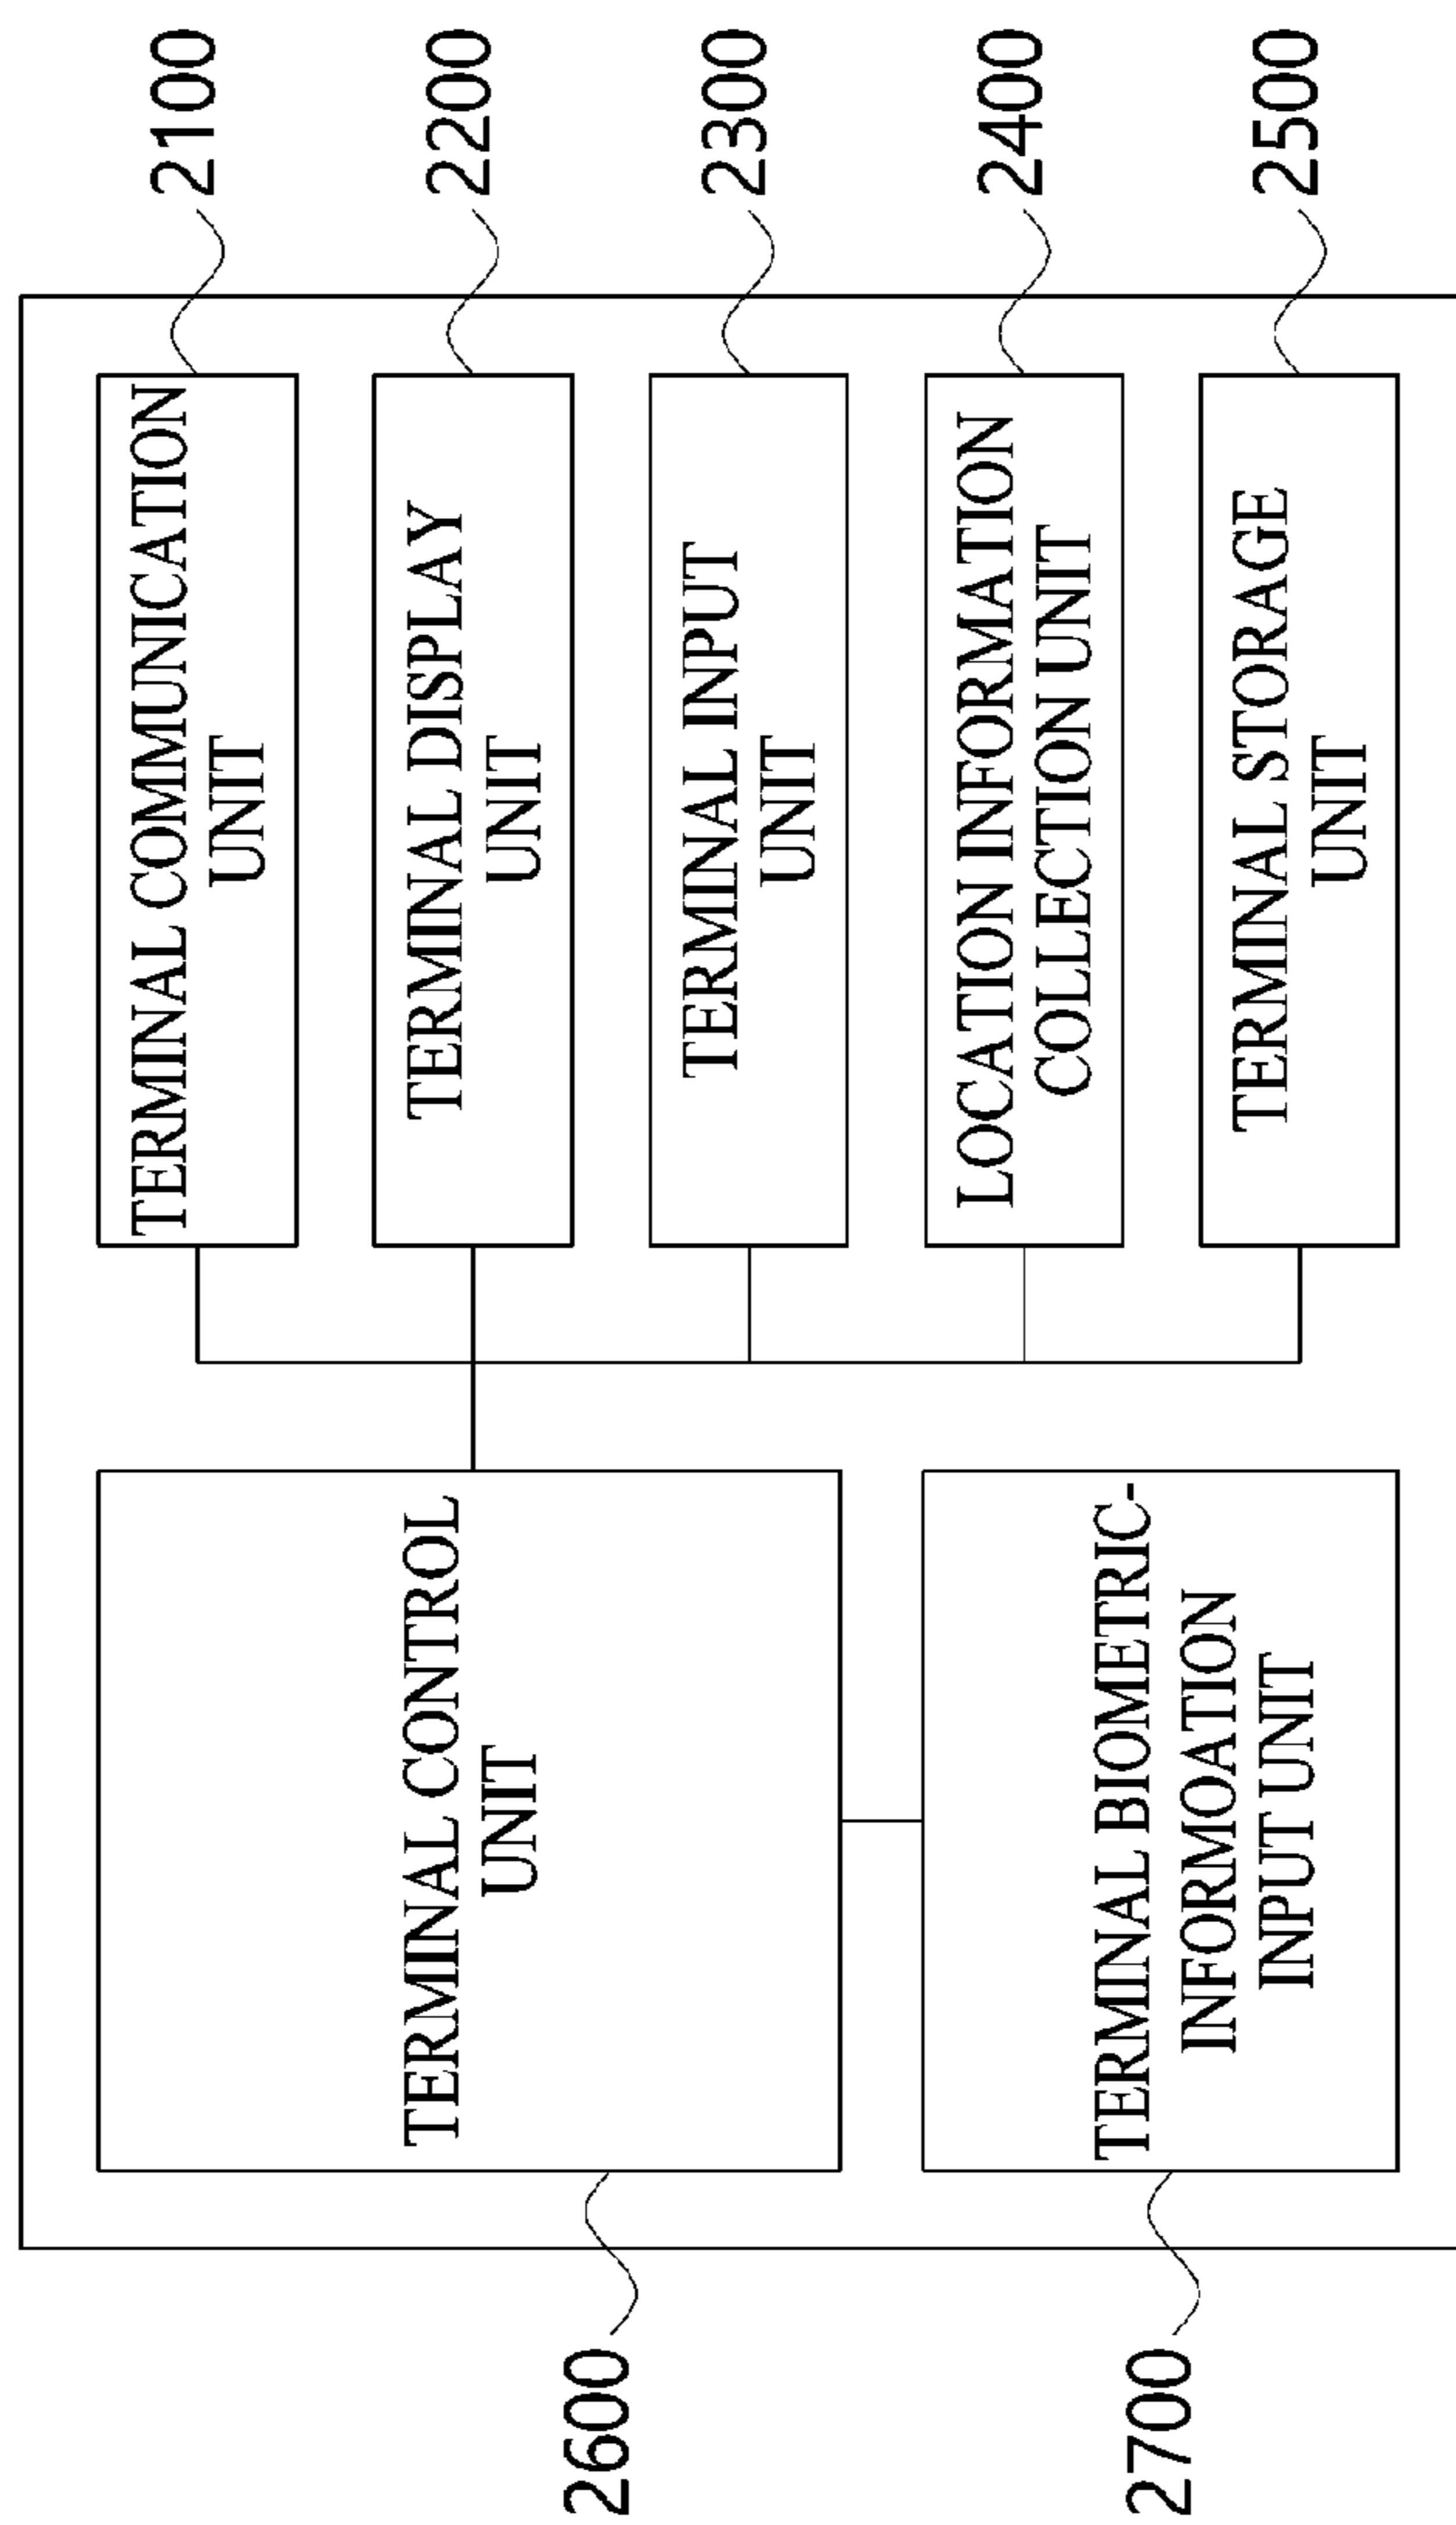 2100
TERMINAL COMMUNICATION
UNIT
2200
TERMINAL DISPLAY
UNIT
2300
TERMINAL INPUT
UNIT
2400
LOCATION INFORMATION
COLLECTION UNIT
2500
TERMINAL STORAGE
UNIT
2600
TERMINAL CONTROL
UNIT
2700
TERMINAL BIOMETRIC-
INFORMOATION
INPUT UNIT